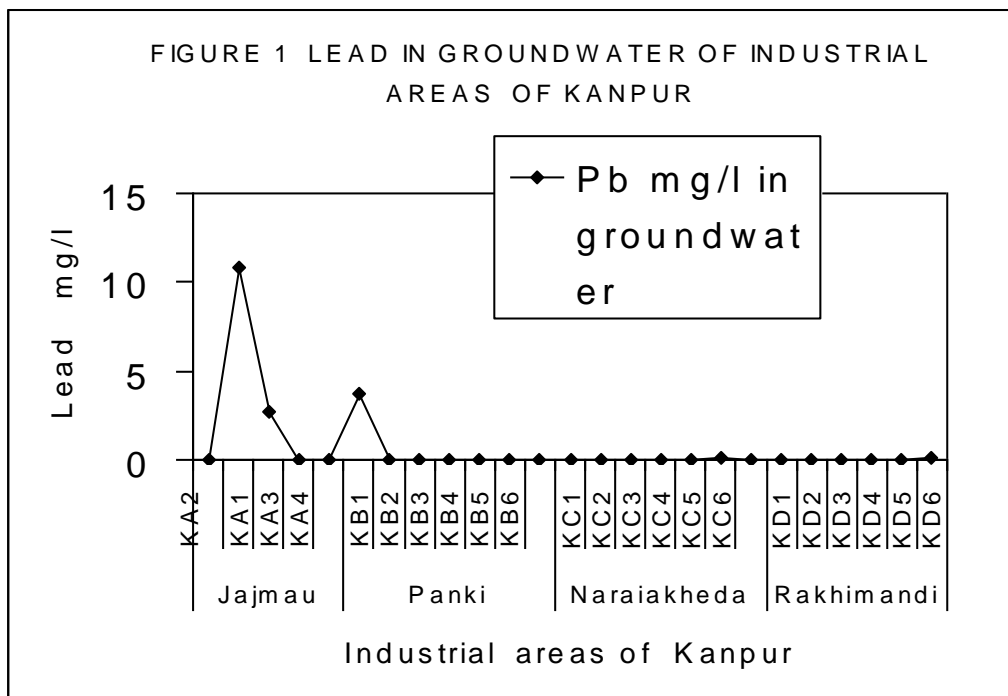 FIGURE 1 LEAD IN GROUNDWATER OF INDUSTRIAL
AREAS OF KANPUR
Pb mg/l in
groundwat
er
Lead mg/l
15
10
5
0
KA2
KA1
KA3
KA4
KB1
KB2
KB3
KB4
KB5
KB6
KC1
KC2
KC3
KC4
KC5
KC6
KD1
KD2
KD3
KD4
KD5
KD6
Jajmau
Panki
Naraiakheda
Rakhimandi
Industrial areas of Kanpur